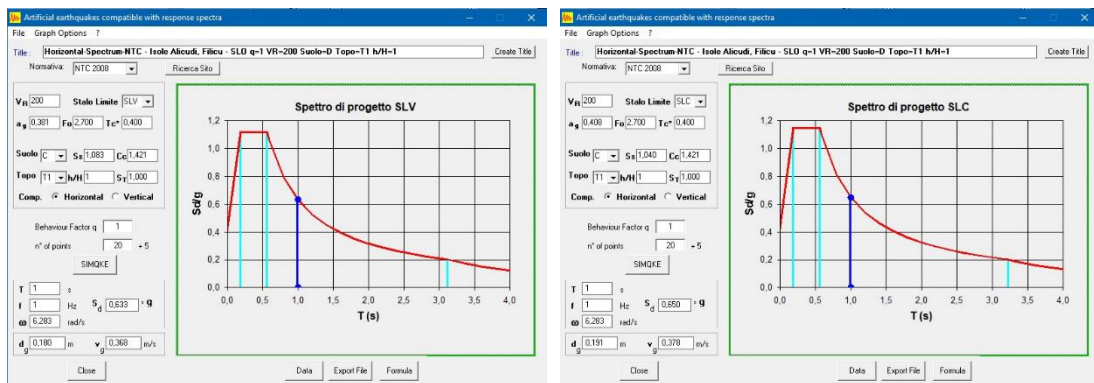 Artificial earthquakes compatible with response spectra
File Graph Options ?
Title : Horizontal-Spectrum-NTC - Isole Alicudi, Filicu - SLO q=1 VR=200 Suolo=D Topo=T1 h/H=1 Create Title
Normativa: NTC 2008 Ricerca Sito
VR 200 Stato Limite SLV
ag 0,381 Fo 2,700 Tc* 0,400
Suolo C Ss 1,083 Cc 1,421
Topo T1 h/H 1 ST 1,000
Comp. Horizontal Vertical
Behaviour Factor q 1
n° of points 20 + 5
SIMQKE
T 1 s
f 1 Hz Sd 0,633 * g
ω 6,283 rad/s
dg 0,180 m vg 0,368 m/s
Close Data Export File Formula
Spettro di progetto SLV
1,2
1,0
0,8
0,6
0,4
0,2
0,0
Sd/g
0,0 0,5 1,0 1,5 2,0 2,5 3,0 3,5 4,0
T (s)
Artificial earthquakes compatible with response spectra
File Graph Options ?
Title : Horizontal-Spectrum-NTC - Isole Alicudi, Filicu - SLO q=1 VR=200 Suolo=D Topo=T1 h/H=1 Create Title
Normativa: NTC 2008 Ricerca Sito
VR 200 Stato Limite SLC
ag 0,408 Fo 2,700 Tc* 0,400
Suolo C Ss 1,040 Cc 1,421
Topo T1 h/H 1 ST 1,000
Comp. Horizontal Vertical
Behaviour Factor q 1
n° of points 20 + 5
SIMQKE
T 1 s
f 1 Hz Sd 0,650 * g
ω 6,283 rad/s
dg 0,191 m vg 0,378 m/s
Close Data Export File Formula
Spettro di progetto SLC
1,2
1,0
0,8
0,6
0,4
0,2
0,0
Sd/g
0,0 0,5 1,0 1,5 2,0 2,5 3,0 3,5 4,0
T (s)